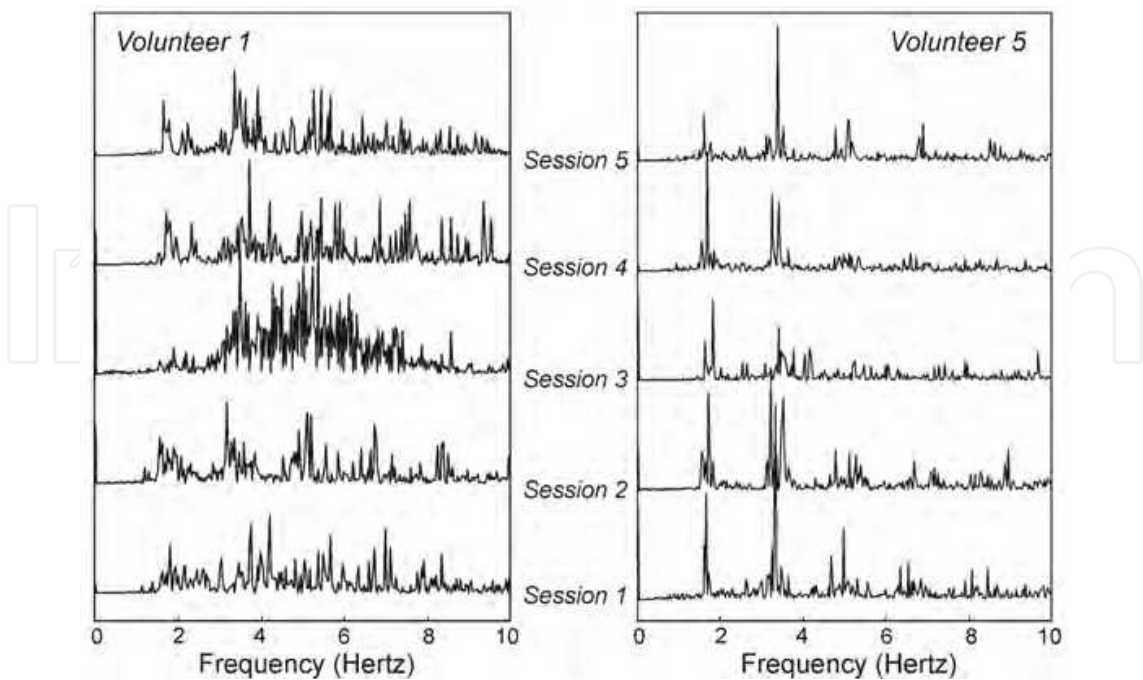 Volunteer 1
Volunteer 5
Session 5
Session 4
Session 3
Session 2
Session 1
0 2 4 6 8 10
0 2 4 6 8 10
Frequency (Hertz)
Frequency (Hertz)